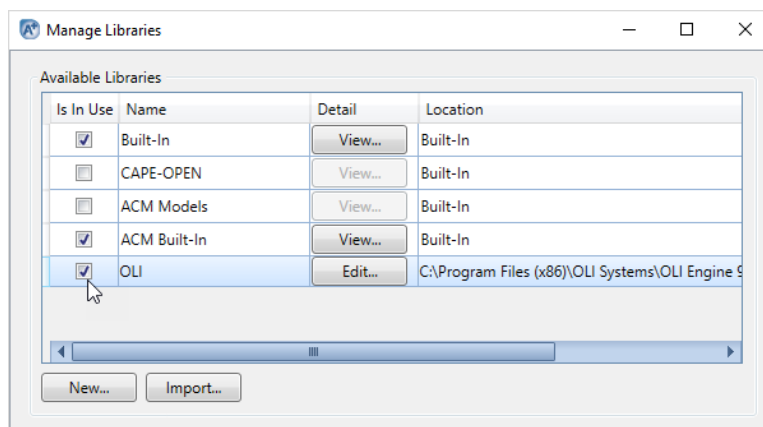 Manage Libraries
Available Libraries
Is In Use Name Detail Location
Built-In View... Built-In
CAPE-OPEN View... Built-In
ACM Models View... Built-In
ACM Built-In View... Built-In
OLI Edit... C:\Program Files (x86)\OLI Systems\OLI Engine 9
New... Import...